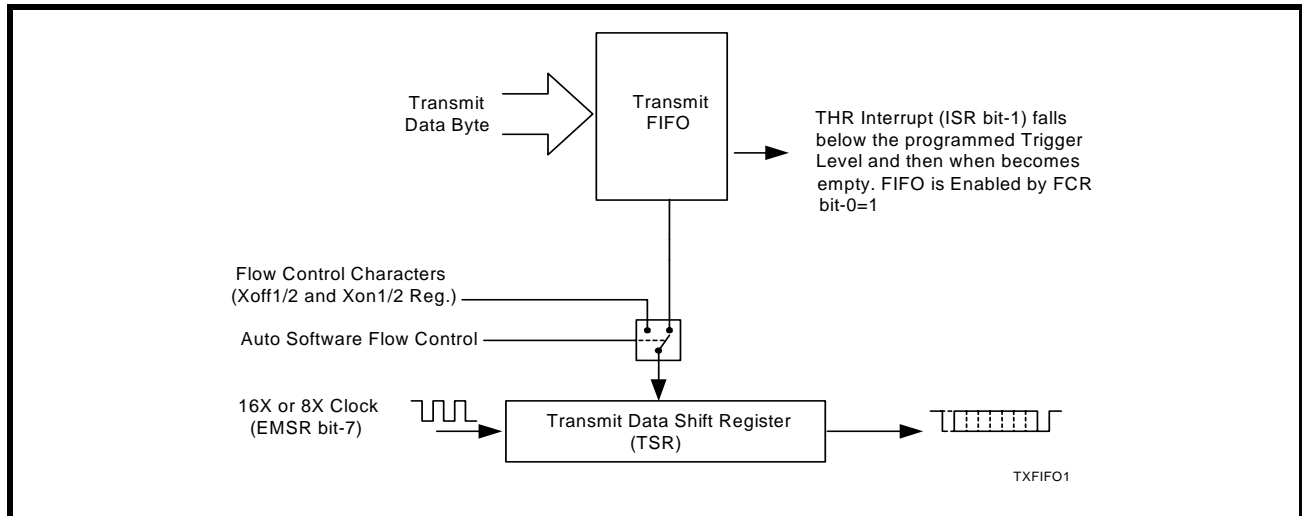 Transmit
Data Byte
Transmit
FIFO
THR Interrupt (ISR bit-1) falls
below the programmed Trigger
Level and then when becomes
empty. FIFO is Enabled by FCR
bit-0=1
Flow Control Characters
(Xoff1/2 and Xon1/2 Reg.)
Auto Software Flow Control
16X or 8X Clock
(EMSR bit-7)
Transmit Data Shift Register
(TSR)
TXFIFO1